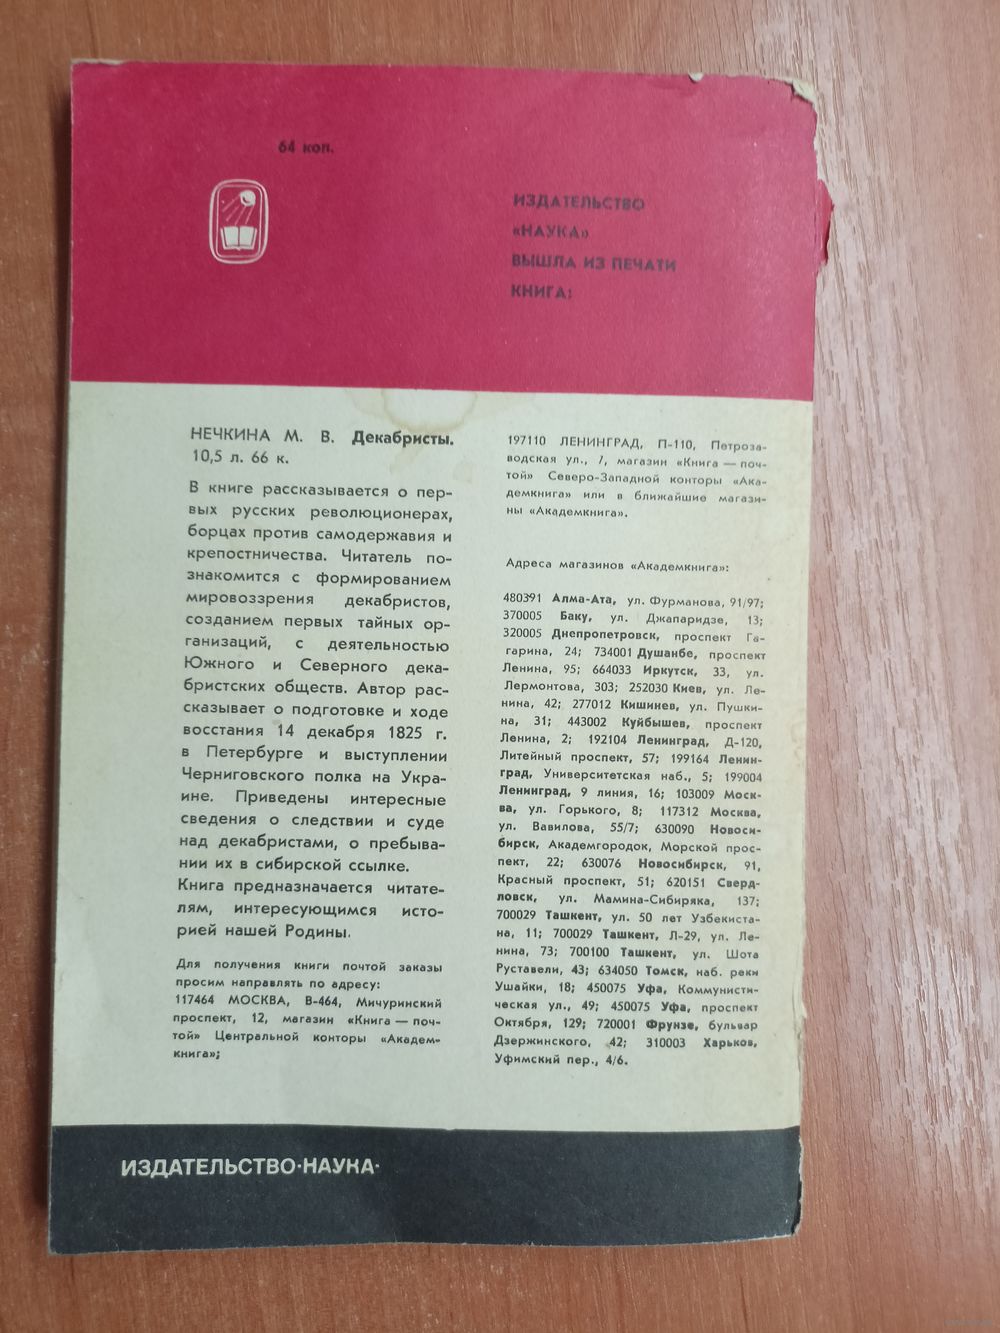 64 коп.
ИЗДАТЕЛЬСТВО
«НАУКА»
ВЫШЛА ИЗ ПЕЧАТИ
КНИГА:
НЕЧКИНА М. В. Декабристы.
10,5 л. 66 к.
В книге рассказывается о пер-
вых русских революционерах,
борцах против самодержавия и
крепостничества. Читатель по-
знакомится с формированием
мировоззрения декабристов,
созданием первых тайных ор-
ганизаций, с деятельностью
Южного и Северного дека-
бристских обществ. Автор рас-
сказывает о подготовке и ходе
восстания 14 декабря 1825 г.
в Петербурге и выступлении
Черниговского полка на Укра-
ине. Приведены интересные
сведения о следствии и суде
над декабристами, о пребыва-
нии их в сибирской ссылке.
Книга предназначается читате-
лям, интересующимся исто-
рией нашей Родины.
Для получения книги почтой заказы
просим направлять по адресу:
117464 МОСКВА, В-464, Мичуринский
проспект, 12, магазин «Книга — поч-
той» Центральной конторы «Академ-
книга»;
197110 ЛЕНИНГРАД, П-110, Петроза-
водская ул., 7, магазин «Книга — поч-
той» Северо-Западной конторы «Ака-
демкнига» или в ближайшие магази-
ны «Академкнига».
Адреса магазинов «Академкнига»:
480391 Алма-Ата, ул. Фурманова, 91/97;
370005 Баку, ул. Джапаридзе, 13;
320005 Днепропетровск, проспект Га-
гарина, 24; 734001 Душанбе, проспект
Ленина, 95; 664033 Иркутск, 33, ул.
Лермонтова, 303; 252030 Киев, ул. Ле-
нина, 42; 277012 Кишинев, ул. Пушки-
на, 31; 443002 Куйбышев, проспект
Ленина, 2; 192104 Ленинград, Д-120,
Литейный проспект, 57; 199164 Ленин-
град, Университетская наб., 5; 199004
Ленинград, 9 линия, 16; 103009 Моск-
ва, ул. Горького, 8; 117312 Москва,
ул. Вавилова, 55/7; 630090 Новоси-
бирск, Академгородок, Морской прос-
пект, 22; 630076 Новосибирск, 91,
Красный проспект, 51; 620151 Сверд-
ловск, ул. Мамина-Сибиряка, 137;
700029 Ташкент, ул. 50 лет Узбекиста-
на, 11; 700029 Ташкент, Л-29, ул. Ле-
нина, 73; 700100 Ташкент, ул. Шота
Руставели, 43; 634050 Томск, наб. реки
Ушайки, 18; 450075 Уфа, Коммунисти-
ческая ул., 49; 450075 Уфа, проспект
Октября, 129; 720001 Фрунзе, бульвар
Дзержинского, 42; 310003 Харьков,
Уфимский пер., 4/6.
ИЗДАТЕЛЬСТВО·НАУКА·